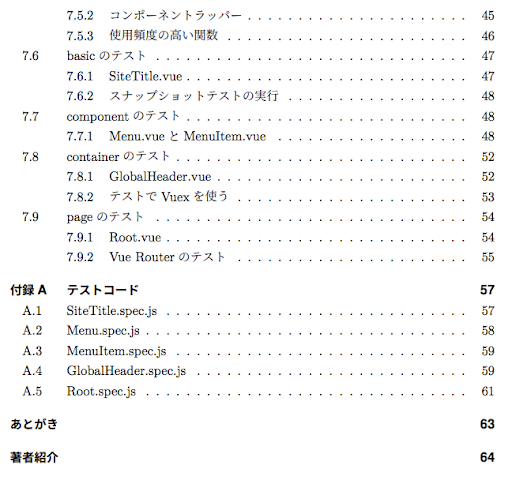 7.5.2 コンポーネントラッパー . . . . . . . . . . . . . . . . . . . . . . 45
7.5.3 使用頻度の高い関数 . . . . . . . . . . . . . . . . . . . . . . . . 46
7.6 basic のテスト . . . . . . . . . . . . . . . . . . . . . . . . . . . . 47
7.6.1 SiteTitle.vue . . . . . . . . . . . . . . . . . . . . . . . . . . . 47
7.6.2 スナップショットテストの実行 . . . . . . . . . . . . . . . . . . 48
7.7 component のテスト . . . . . . . . . . . . . . . . . . . . . . . . . 48
7.7.1 Menu.vue と MenuItem.vue . . . . . . . . . . . . . . . . . . . 48
7.8 container のテスト . . . . . . . . . . . . . . . . . . . . . . . . . . 52
7.8.1 GlobalHeader.vue . . . . . . . . . . . . . . . . . . . . . . . . 52
7.8.2 テストで Vuex を使う . . . . . . . . . . . . . . . . . . . . . . . 53
7.9 page のテスト . . . . . . . . . . . . . . . . . . . . . . . . . . . . 54
7.9.1 Root.vue . . . . . . . . . . . . . . . . . . . . . . . . . . . . . 54
7.9.2 Vue Router のテスト . . . . . . . . . . . . . . . . . . . . . . . 55
付録 A テストコード 57
A.1 SiteTitle.spec.js . . . . . . . . . . . . . . . . . . . . . . . . . . . 57
A.2 Menu.spec.js . . . . . . . . . . . . . . . . . . . . . . . . . . . . . 58
A.3 MenuItem.spec.js . . . . . . . . . . . . . . . . . . . . . . . . . . 59
A.4 GlobalHeader.spec.js . . . . . . . . . . . . . . . . . . . . . . . . 59
A.5 Root.spec.js . . . . . . . . . . . . . . . . . . . . . . . . . . . . . 61
あとがき 63
著者紹介 64